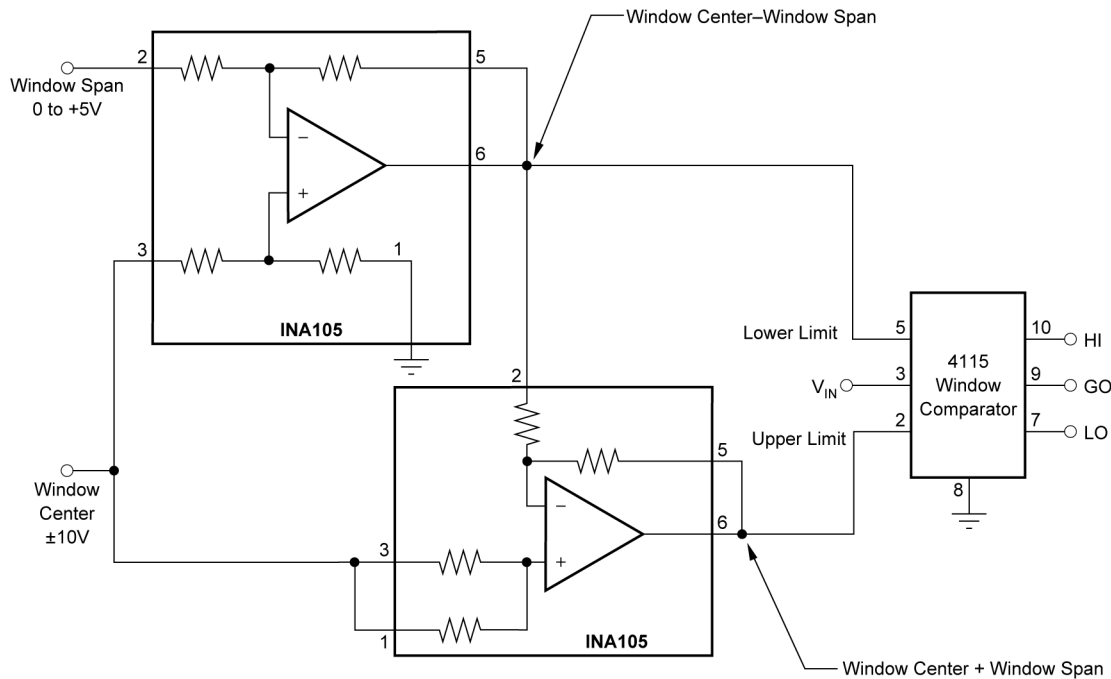 Window Center–Window Span
2
5
Window Span
0 to +5V
−
6
+
3
1
INA105
Lower Limit
5
10
HI
4115
Window
Comparator
V_IN
3
9
GO
2
7
LO
Upper Limit
8
2
5
Window
Center
±10V
−
6
3
+
1
INA105
Window Center + Window Span